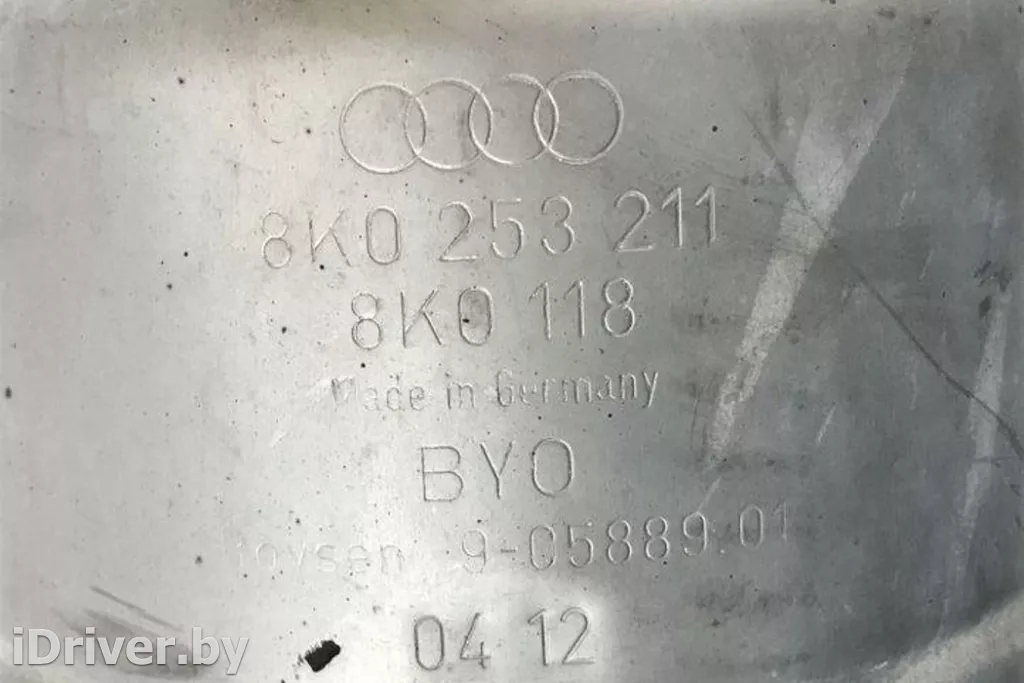 8K0 253 211
8K0 118
Made in Germany
BYO
9-05889.01
04 12
iDriver.by